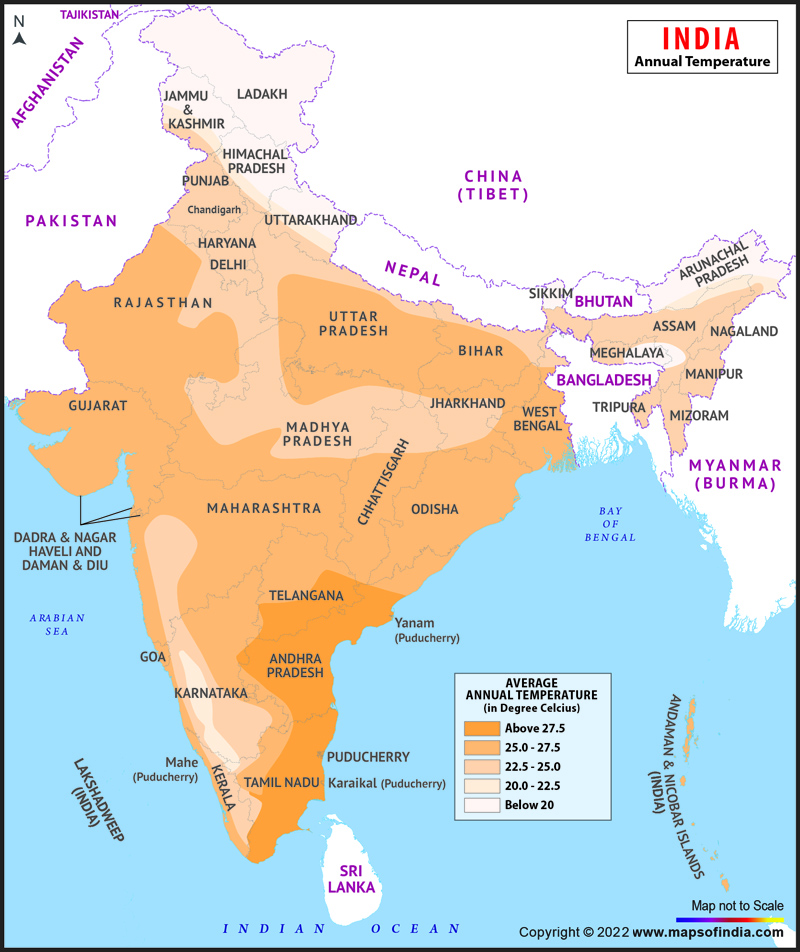 TAJIKISTAN
N
INDIA
Annual Temperature
AFGHANISTAN
LADAKH
JAMMU
&
KASHMIR
HIMACHAL
PRADESH
PUNJAB
CHINA
(TIBET)
Chandigarh
PAKISTAN
UTTARAKHAND
HARYANA
DELHI
NEPAL
ARUNACHAL
PRADESH
SIKKIM
BHUTAN
RAJASTHAN
UTTAR
PRADESH
ASSAM
NAGALAND
BIHAR
MEGHALAYA
MANIPUR
BANGLADESH
GUJARAT
JHARKHAND
WEST
BENGAL
TRIPURA
MIZORAM
MADHYA
PRADESH
CHHATTISGARH
MYANMAR
(BURMA)
MAHARASHTRA
ODISHA
BAY
OF
BENGAL
DADRA & NAGAR
HAVELI AND
DAMAN & DIU
TELANGANA
ARABIAN
SEA
Yanam
(Puducherry)
GOA
ANDHRA
PRADESH
KARNATAKA
AVERAGE
ANNUAL TEMPERATURE
(in Degree Celcius)
Above 27.5
25.0 - 27.5
22.5 - 25.0
20.0 - 22.5
Below 20
ANDAMAN & NICOBAR ISLANDS
(INDIA)
PUDUCHERRY
Mahe
(Puducherry)
KERALA
TAMIL NADU
Karaikal (Puducherry)
LAKSHADWEEP
(INDIA)
SRI
LANKA
INDIAN OCEAN
Map not to Scale
Copyright © 2022 www.mapsofindia.com